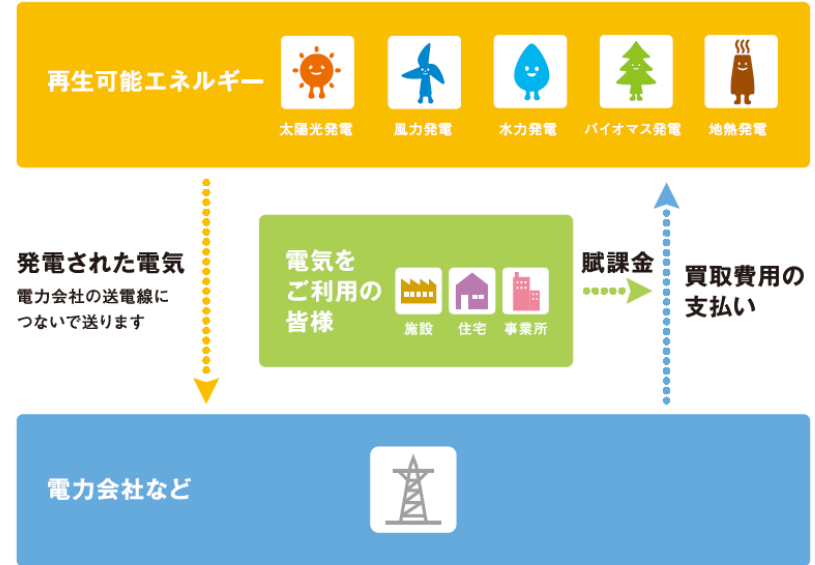 再生可能エネルギー
太陽光発電
風力発電
水力発電
バイオマス発電
地熱発電
発電された電気
電力会社の送電線に
つないで送ります
電気を
ご利用の
皆様
施設
住宅
事業所
賦課金
買取費用の
支払い
電力会社など